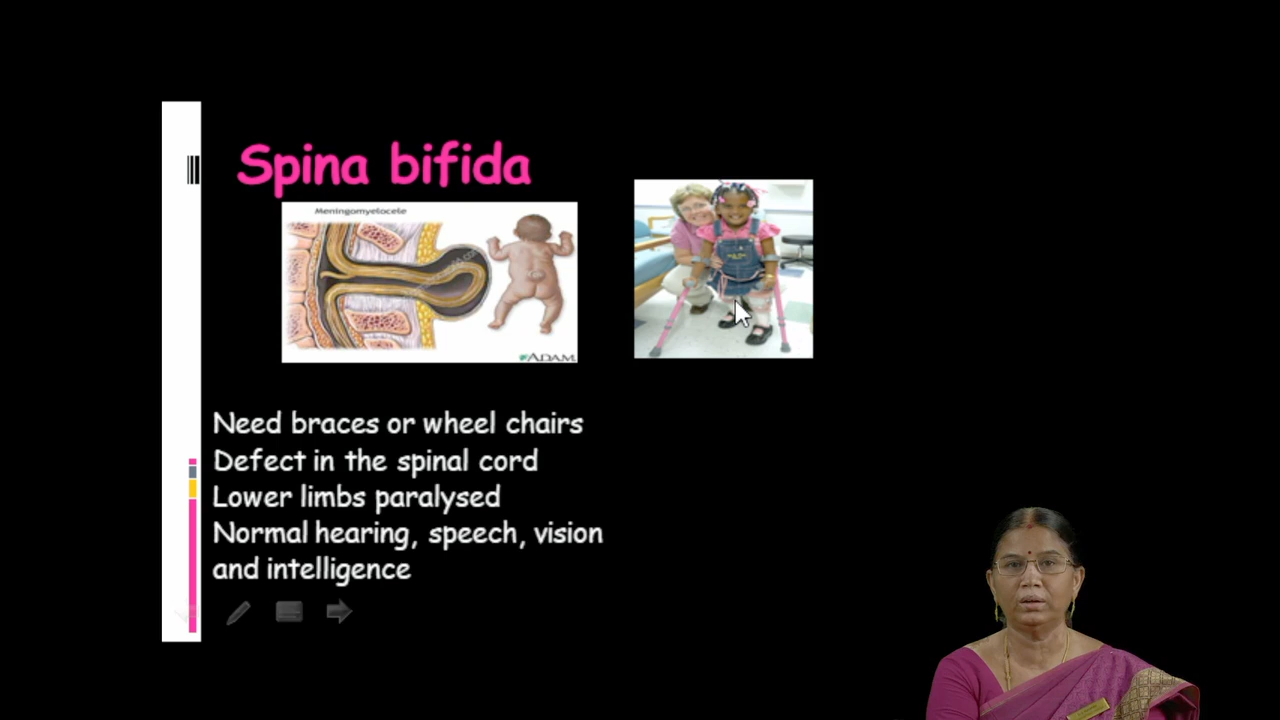 Spina bifida
Meningomyelocele
ADAM.
Need braces or wheel chairs
Defect in the spinal cord
Lower limbs paralysed
Normal hearing, speech, vision
and intelligence